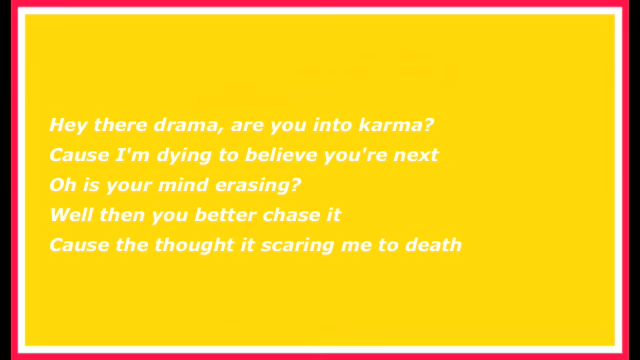 Hey there drama, are you into karma?
Cause I'm dying to believe you're next
Oh is your mind erasing?
Well then you better chase it
Cause the thought it scaring me to death